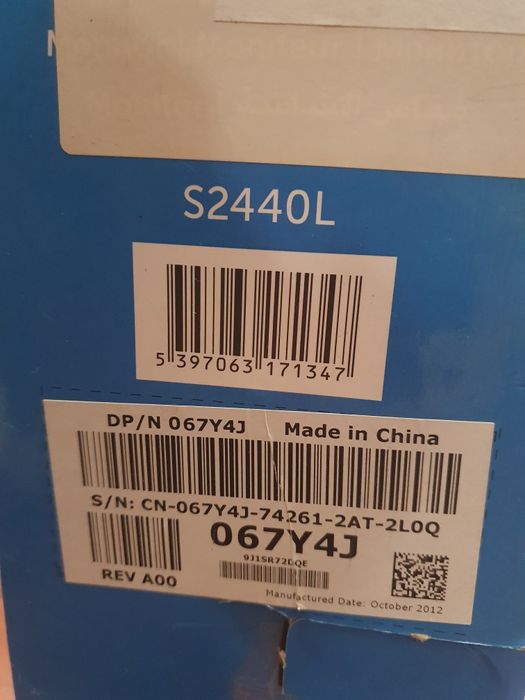 S2440L
5 397063 171347
DP/N 067Y4J Made in China
S/N: CN-067Y4J-74261-2AT-2L0Q
067Y4J
REV A00
Manufactured Date: October 2012